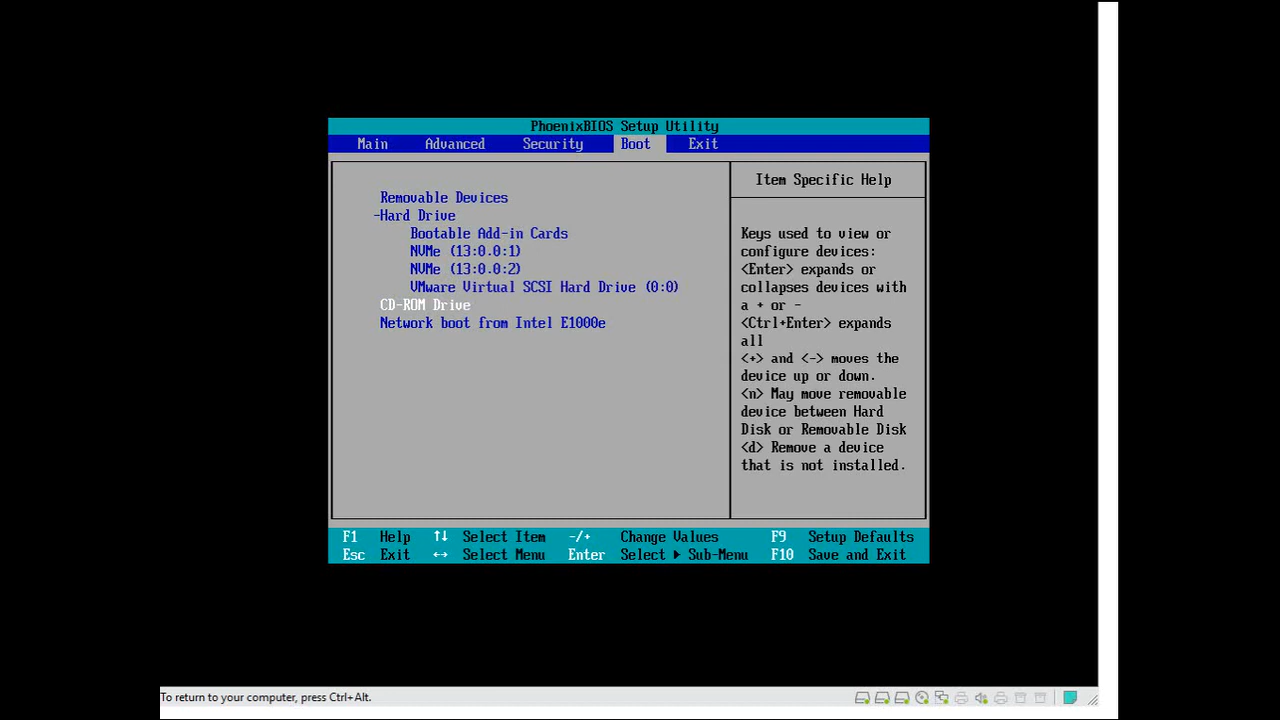 PhoenixBIOS Setup Utility
Main Advanced Security Boot Exit
Removable Devices
-Hard Drive
Bootable Add-in Cards
NVMe (13:0.0:1)
NVMe (13:0.0:2)
VMware Virtual SCSI Hard Drive (0:0)
CD-ROM Drive
Network boot from Intel E1000e
Item Specific Help
Keys used to view or
configure devices:
<Enter> expands or
collapses devices with
a + or -
<Ctrl+Enter> expands
all
<+> and <-> moves the
device up or down.
<n> May move removable
device between Hard
Disk or Removable Disk
<d> Remove a device
that is not installed.
F1 Help ↑↓ Select Item -/+ Change Values F9 Setup Defaults
Esc Exit ↔ Select Menu Enter Select ▶ Sub-Menu F10 Save and Exit
To return to your computer, press Ctrl+Alt.